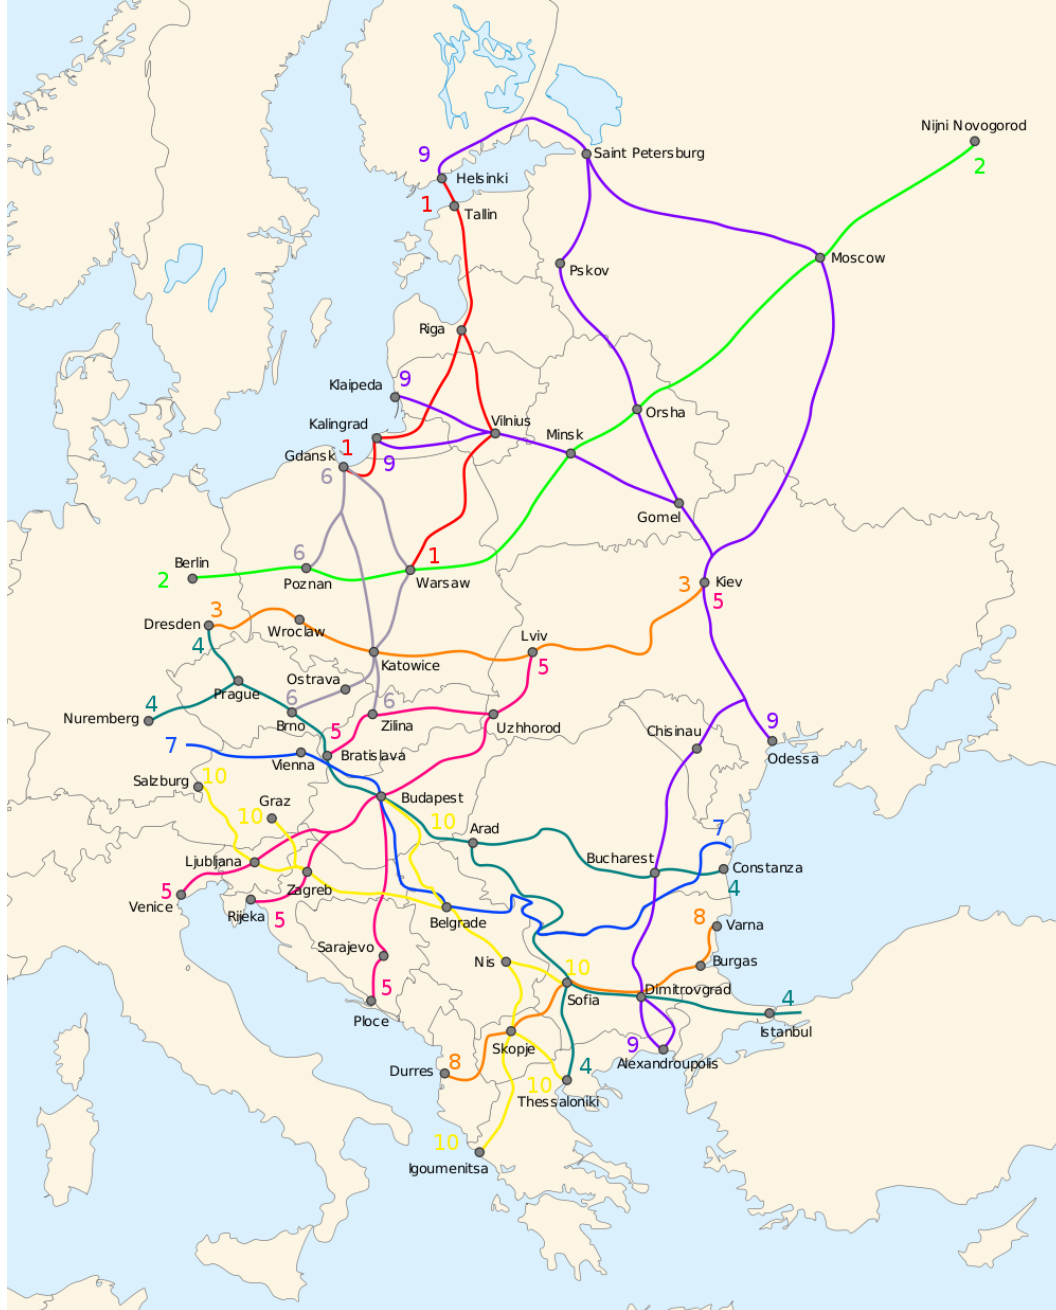 Nijni Novogorod
2
9
Saint Petersburg
Helsinki
1
Tallin
Moscow
Pskov
Riga
Klaipeda
9
Orsha
Kalingrad
Vilnius
Minsk
1
Gdansk
9
6
Gomel
6
1
Berlin
2
Poznan
Warsaw
3
Kiev
5
3
Dresden
Wroclaw
Lviv
4
Katowice
5
Ostrava
Prague
4
6
6
Nuremberg
Brno
Zilina
Uzhhorod
9
5
Chisinau
7
Bratislava
Odessa
Vienna
Salzburg
10
Graz
Budapest
10
10
Arad
7
Ljubljana
Bucharest
Constanza
5
Zagreb
4
Venice
Rijeka
5
Belgrade
8
Varna
Sarajevo
Nis
10
Burgas
5
Sofia
Dimitrovgrad
4
Ploce
Istanbul
Skopje
9
8
Alexandroupolis
Durres
4
10
Thessaloniki
10
Igoumenitsa